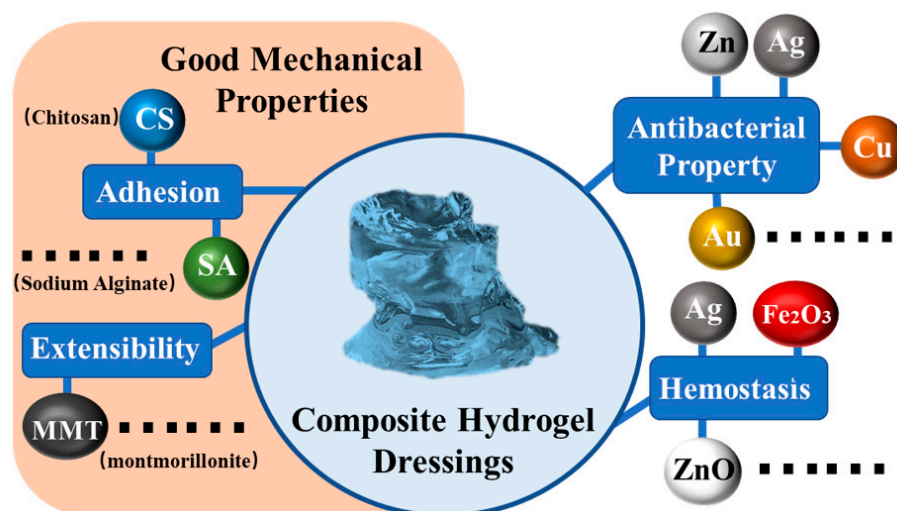 Good Mechanical
Properties
(Chitosan)
CS
Adhesion
SA
(Sodium Alginate)
Extensibility
MMT
(montmorillonite)
Composite Hydrogel
Dressings
Zn
Ag
Antibacterial
Property
Cu
Au
Ag
Fe₂O₃
Hemostasis
ZnO